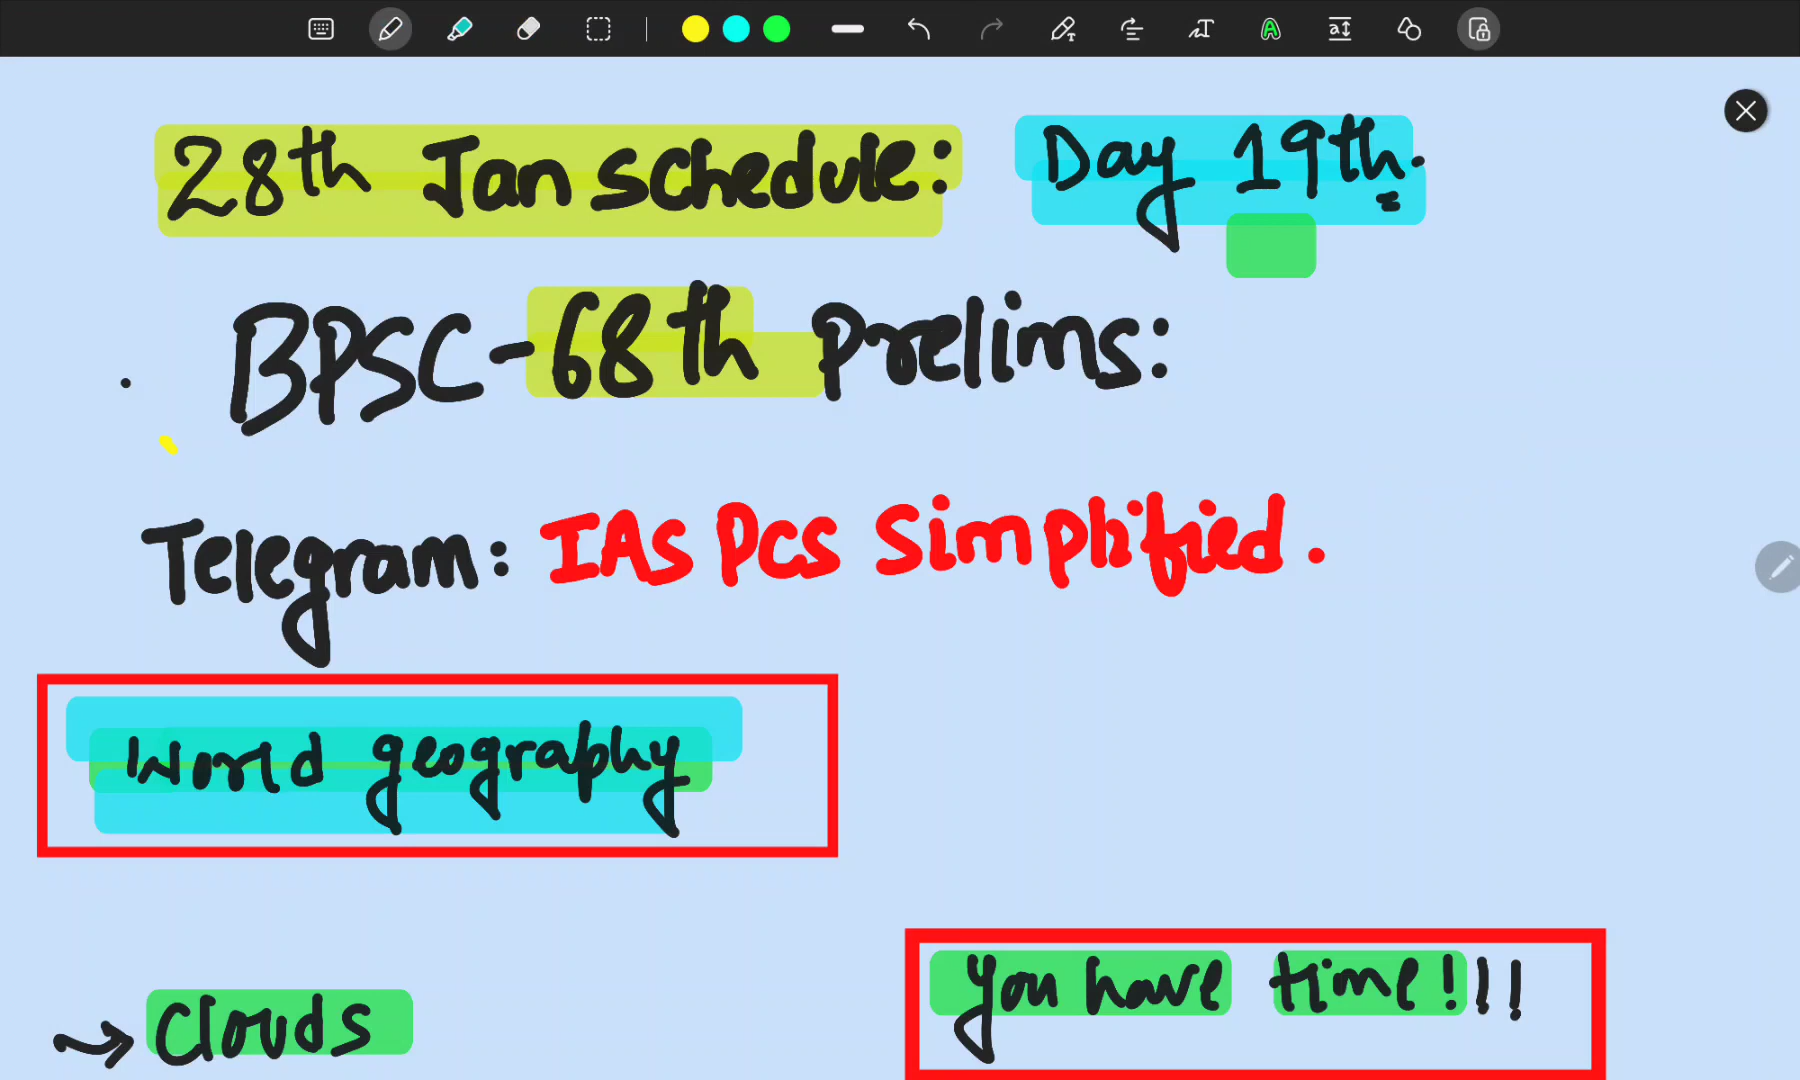 28th Jan schedule: Day 19th.
BPSC-68th Prelims:
Telegram: IAS PCS Simplified.
World geography
you have time!!!
→ Clouds